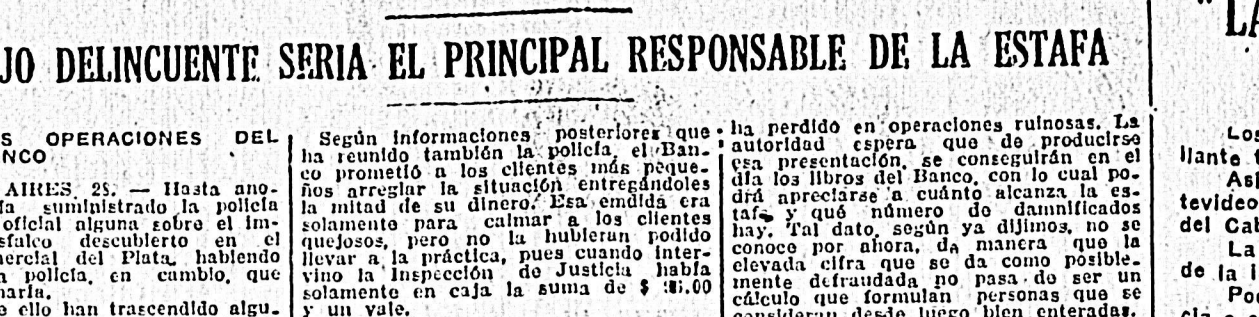 JO DELINCUENTE SERIA EL PRINCIPAL RESPONSABLE DE LA ESTAFA
S OPERACIONES DEL
NCO
AIRES, 28. — Hasta ano-
suministrado la policía
oficial alguna sobre el im-
sfalco descubierto en el
ercial del Plata, habiendo
a policía, en cambio, que
narla.
e ello han trascendido algu-
Según informaciones posteriores que
ha reunido también la policía, el Ban-
co prometió a los clientes más peque-
ños arreglar la situación entregándoles
la mitad de su dinero. Esa emdida era
solamente para calmar a los clientes
quejosos, pero no la hubieran podido
llevar a la práctica, pues cuando inter-
vino la Inspección de Justicia había
solamente en caja la suma de $
y un vale.
ha perdido en operaciones ruinosas. La
autoridad espera que de producirse
esa presentación, se conseguirán en el
día los libros del Banco, con lo cual po-
drá apreciarse a cuánto alcanza la es-
tafa y qué número de damnificados
hay. Tal dato, según ya dijimos, no se
conoce por ahora, de manera que la
elevada cifra que se da como posible-
mente defraudada no pasa de ser un
cálculo que formulan personas que se
consideran desde luego bien enteradas.
"LA
Los
llante
Asi
tevideo
del Cab
La
de la
Pod
cia